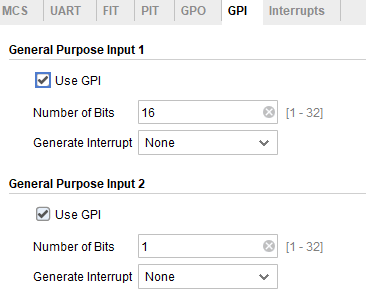 MCS UART FIT PIT GPO GPI Interrupts
General Purpose Input 1
Use GPI
Number of Bits 16 [1 - 32]
Generate Interrupt None
General Purpose Input 2
Use GPI
Number of Bits 1 [1 - 32]
Generate Interrupt None